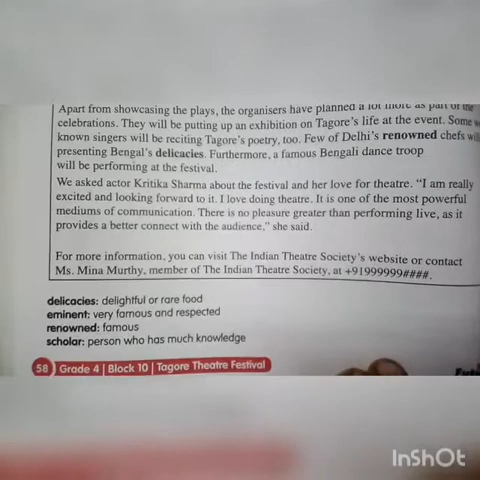 Apart from showcasing the plays, the organisers have planned a lot more as part of the
celebrations. They will be putting up an exhibition on Tagore's life at the event. Some
known singers will be reciting Tagore's poetry, too. Few of Delhi's renowned chefs
presenting Bengal's delicacies. Furthermore, a famous Bengali dance troop
will be performing at the festival.
We asked actor Kritika Sharma about the festival and her love for theatre. “I am really
excited and looking forward to it. I love doing theatre. It is one of the most powerful
mediums of communication. There is no pleasure greater than performing live, as it
provides a better connect with the audience,” she said.
For more information, you can visit The Indian Theatre Society's website or contact
Ms. Mina Murthy, member of The Indian Theatre Society, at +91999999####.
delicacies: delightful or rare food
eminent: very famous and respected
renowned: famous
scholar: person who has much knowledge
58 Grade 4 | Block 10 | Tagore Theatre Festival
InShOt